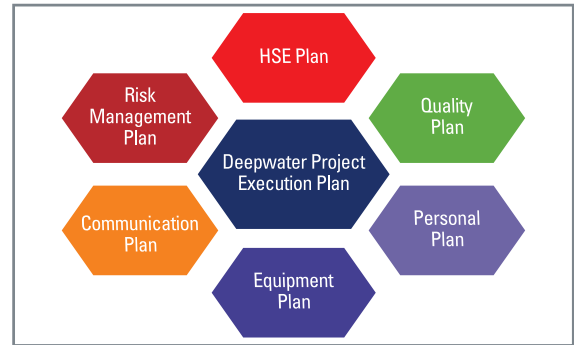 HSE Plan
Risk
Management
Plan
Quality
Plan
Deepwater Project
Execution Plan
Communication
Plan
Personal
Plan
Equipment
Plan